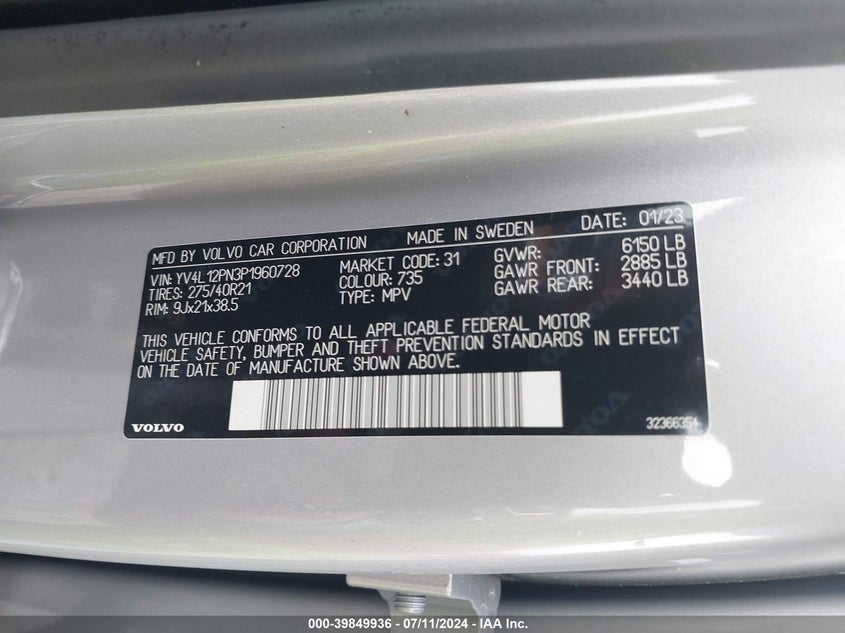 MFD BY VOLVO CAR CORPORATION MADE IN SWEDEN DATE: 01/23
VIN: YV4L12PN3P1960728 MARKET CODE: 31 GVWR: 6150 LB
TIRES: 275/40R21 COLOUR: 735 GAWR FRONT: 2885 LB
RIM: 9Jx21x38.5 TYPE: MPV GAWR REAR: 3440 LB
THIS VEHICLE CONFORMS TO ALL APPLICABLE FEDERAL MOTOR
VEHICLE SAFETY, BUMPER AND THEFT PREVENTION STANDARDS IN EFFECT
ON THE DATE OF MANUFACTURE SHOWN ABOVE.
VOLVO 32366354
000-39849936 - 07/11/2024 - IAA Inc.